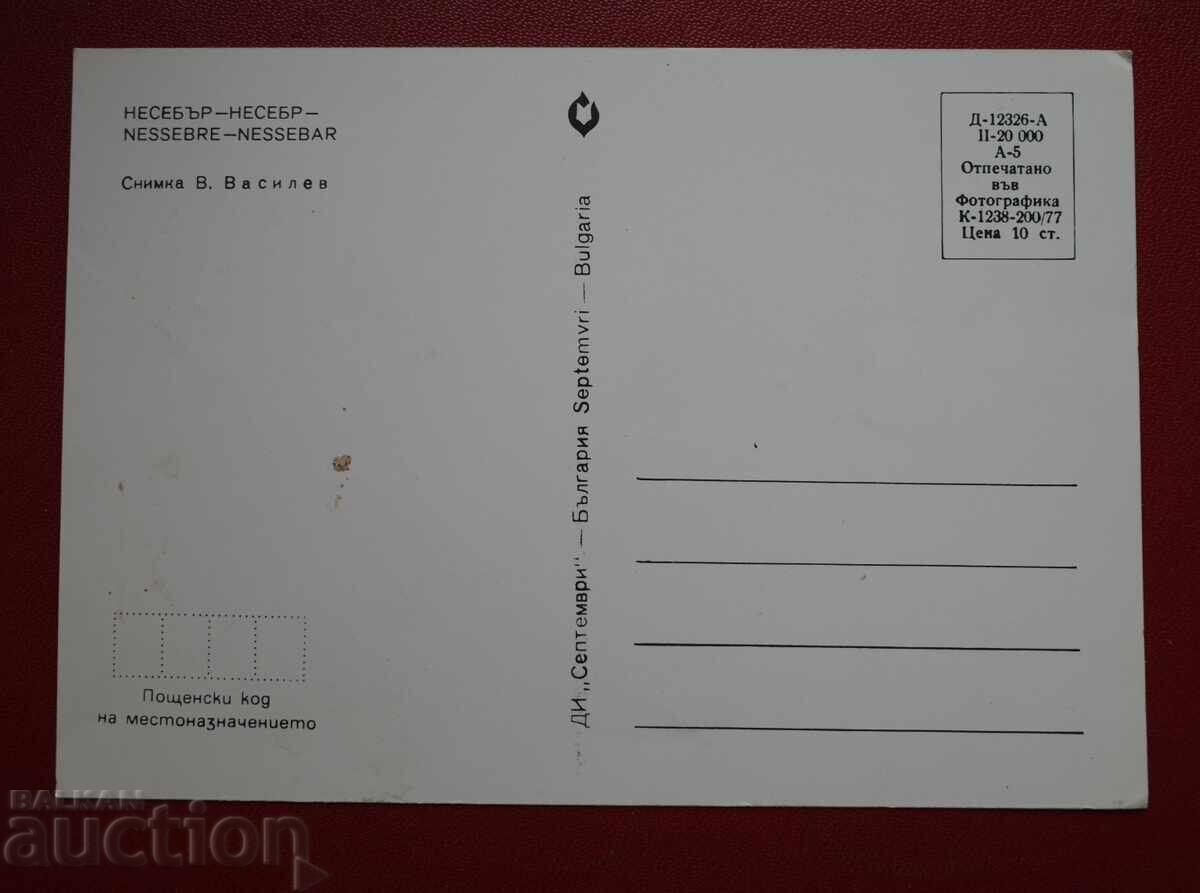 НЕСЕБЪР—НЕСЕБР—
NESSEBRE—NESSEBAR
Снимка В. Василев
ДИ „Септември" — България Septemvri — Bulgaria
Д-12326-А
II-20 000
А-5
Отпечатано
във
Фотографика
К-1238-200/77
Цена 10 ст.
Пощенски код
на местоназначението
BALKAN
auction